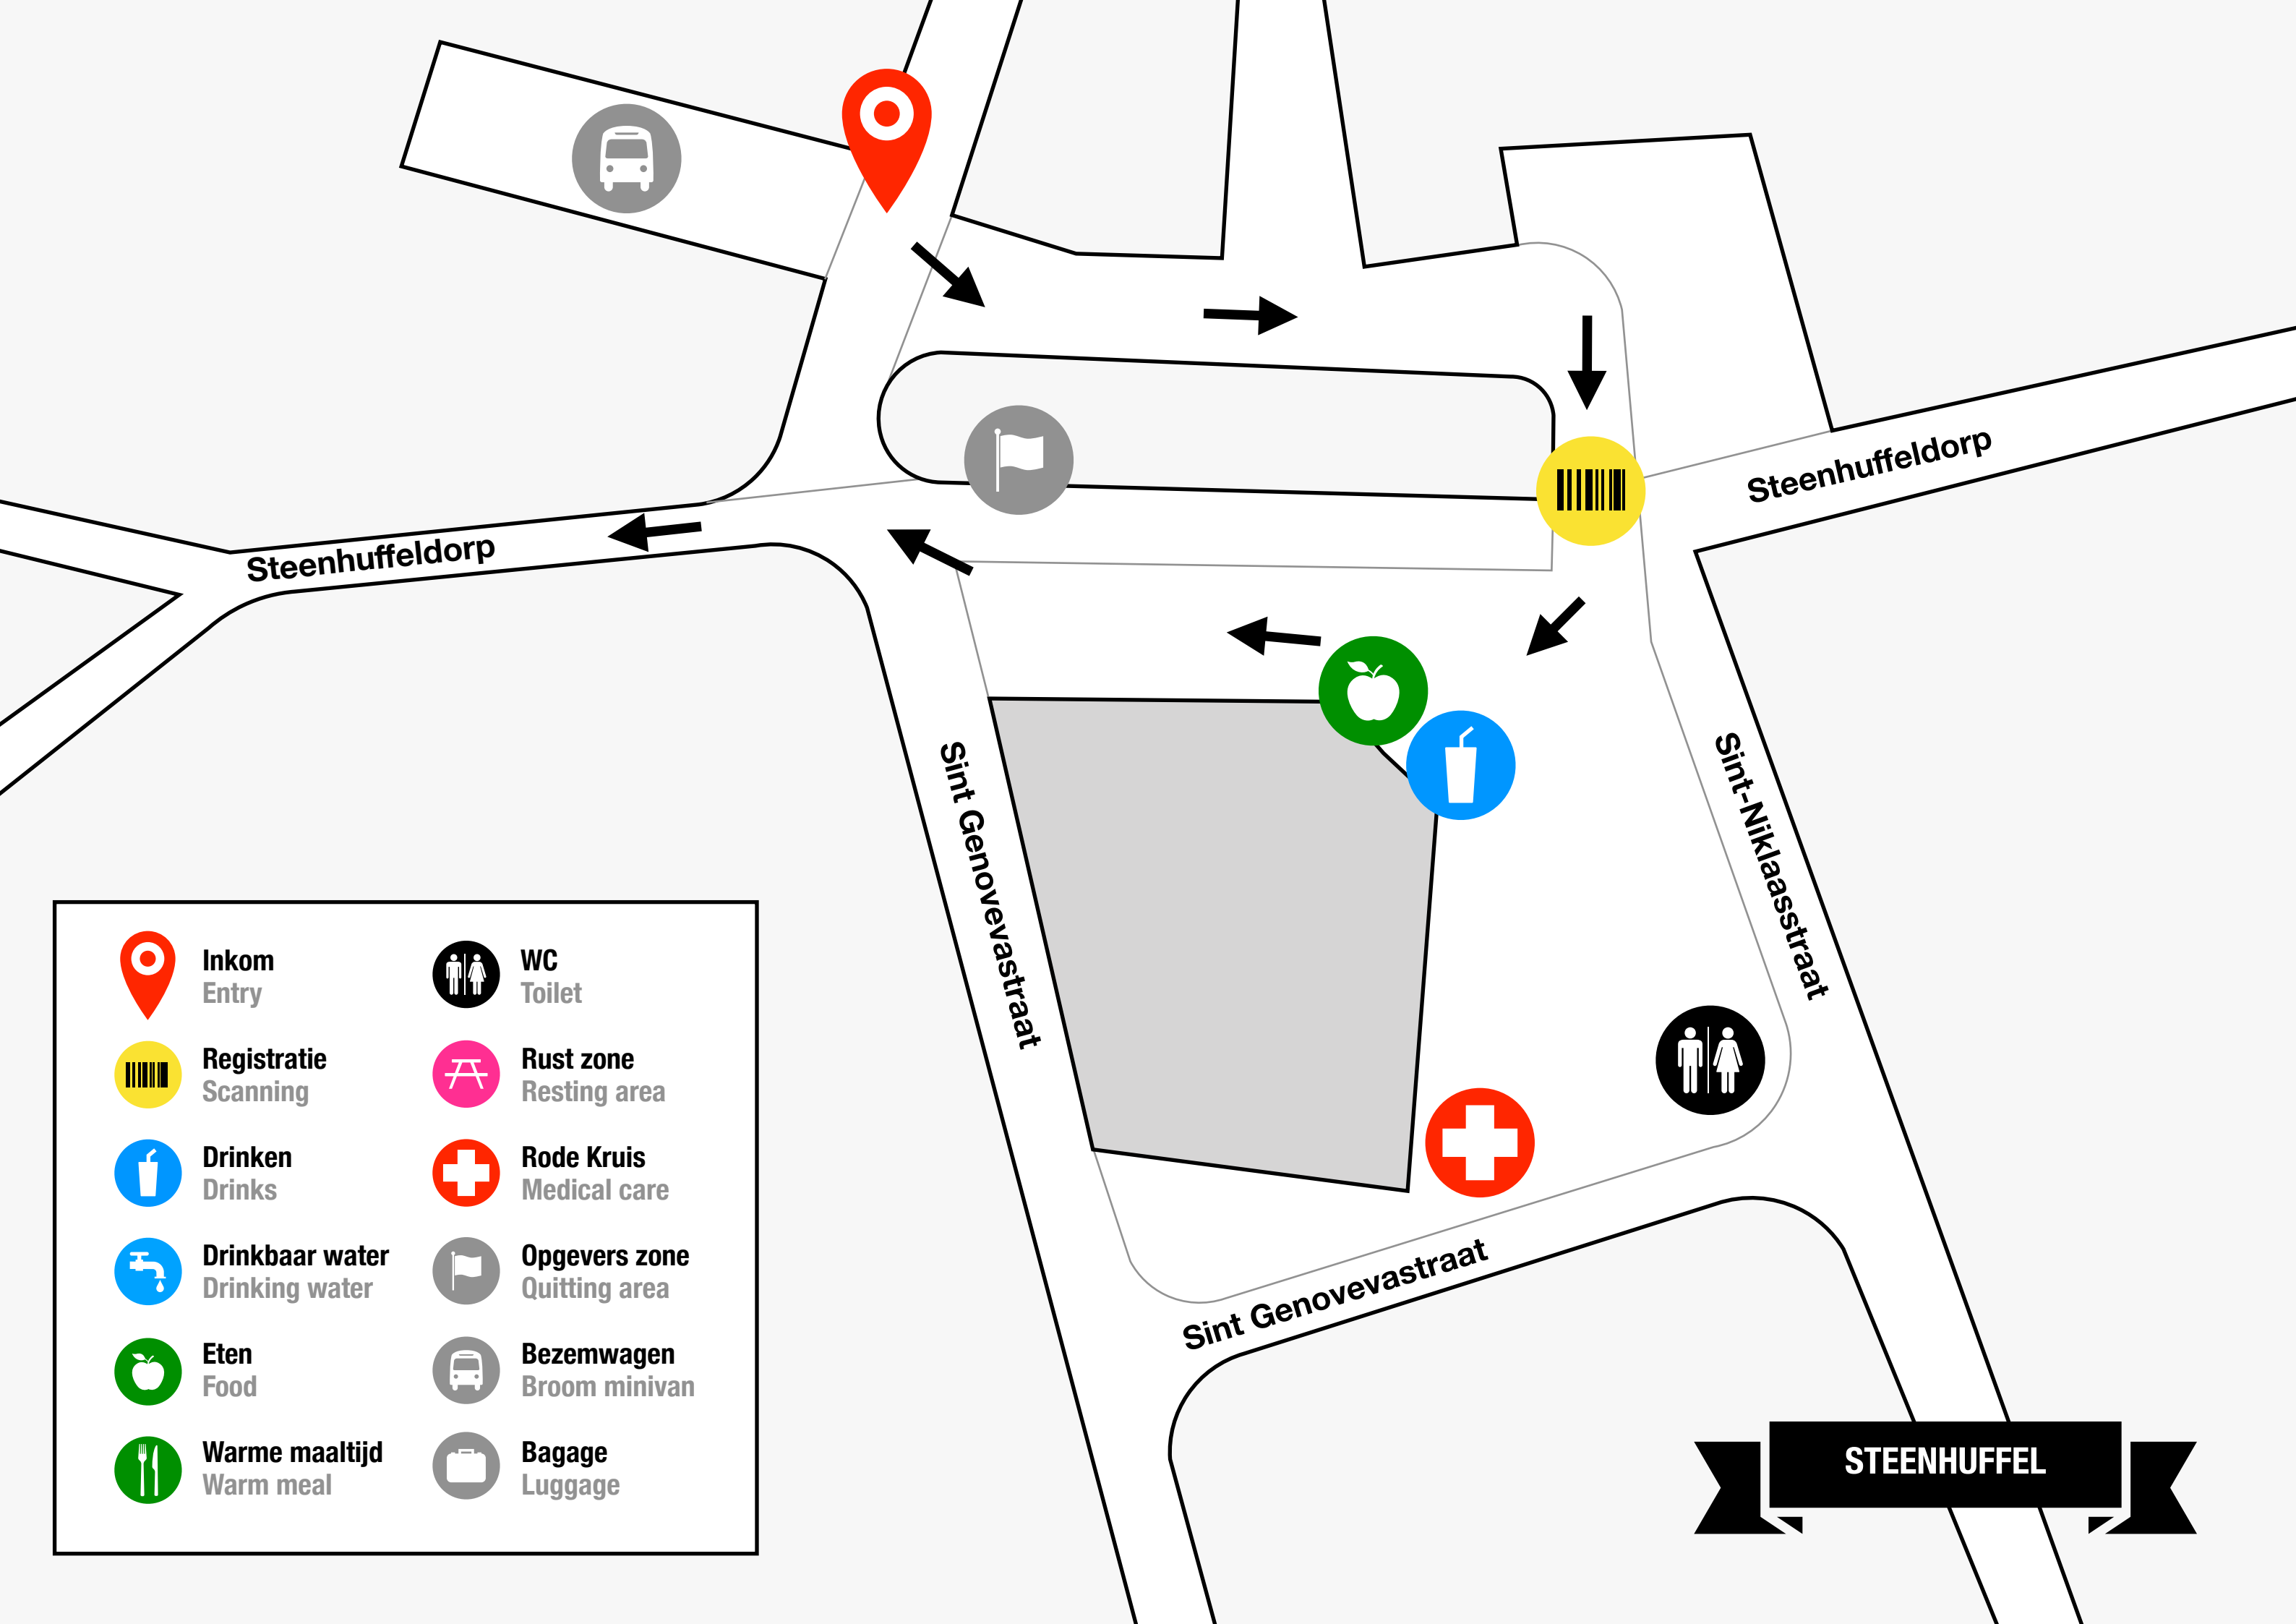 Steenhuffeldorp
Steenhuffeldorp
Sint Genovevastraat
Sint-Niklaasstraat
Sint Genovevastraat
Inkom
Entry
Registratie
Scanning
Drinken
Drinks
Drinkbaar water
Drinking water
Eten
Food
Warme maaltijd
Warm meal
WC
Toilet
Rust zone
Resting area
Rode Kruis
Medical care
Opgevers zone
Quitting area
Bezemwagen
Broom minivan
Bagage
Luggage
STEENHUFFEL